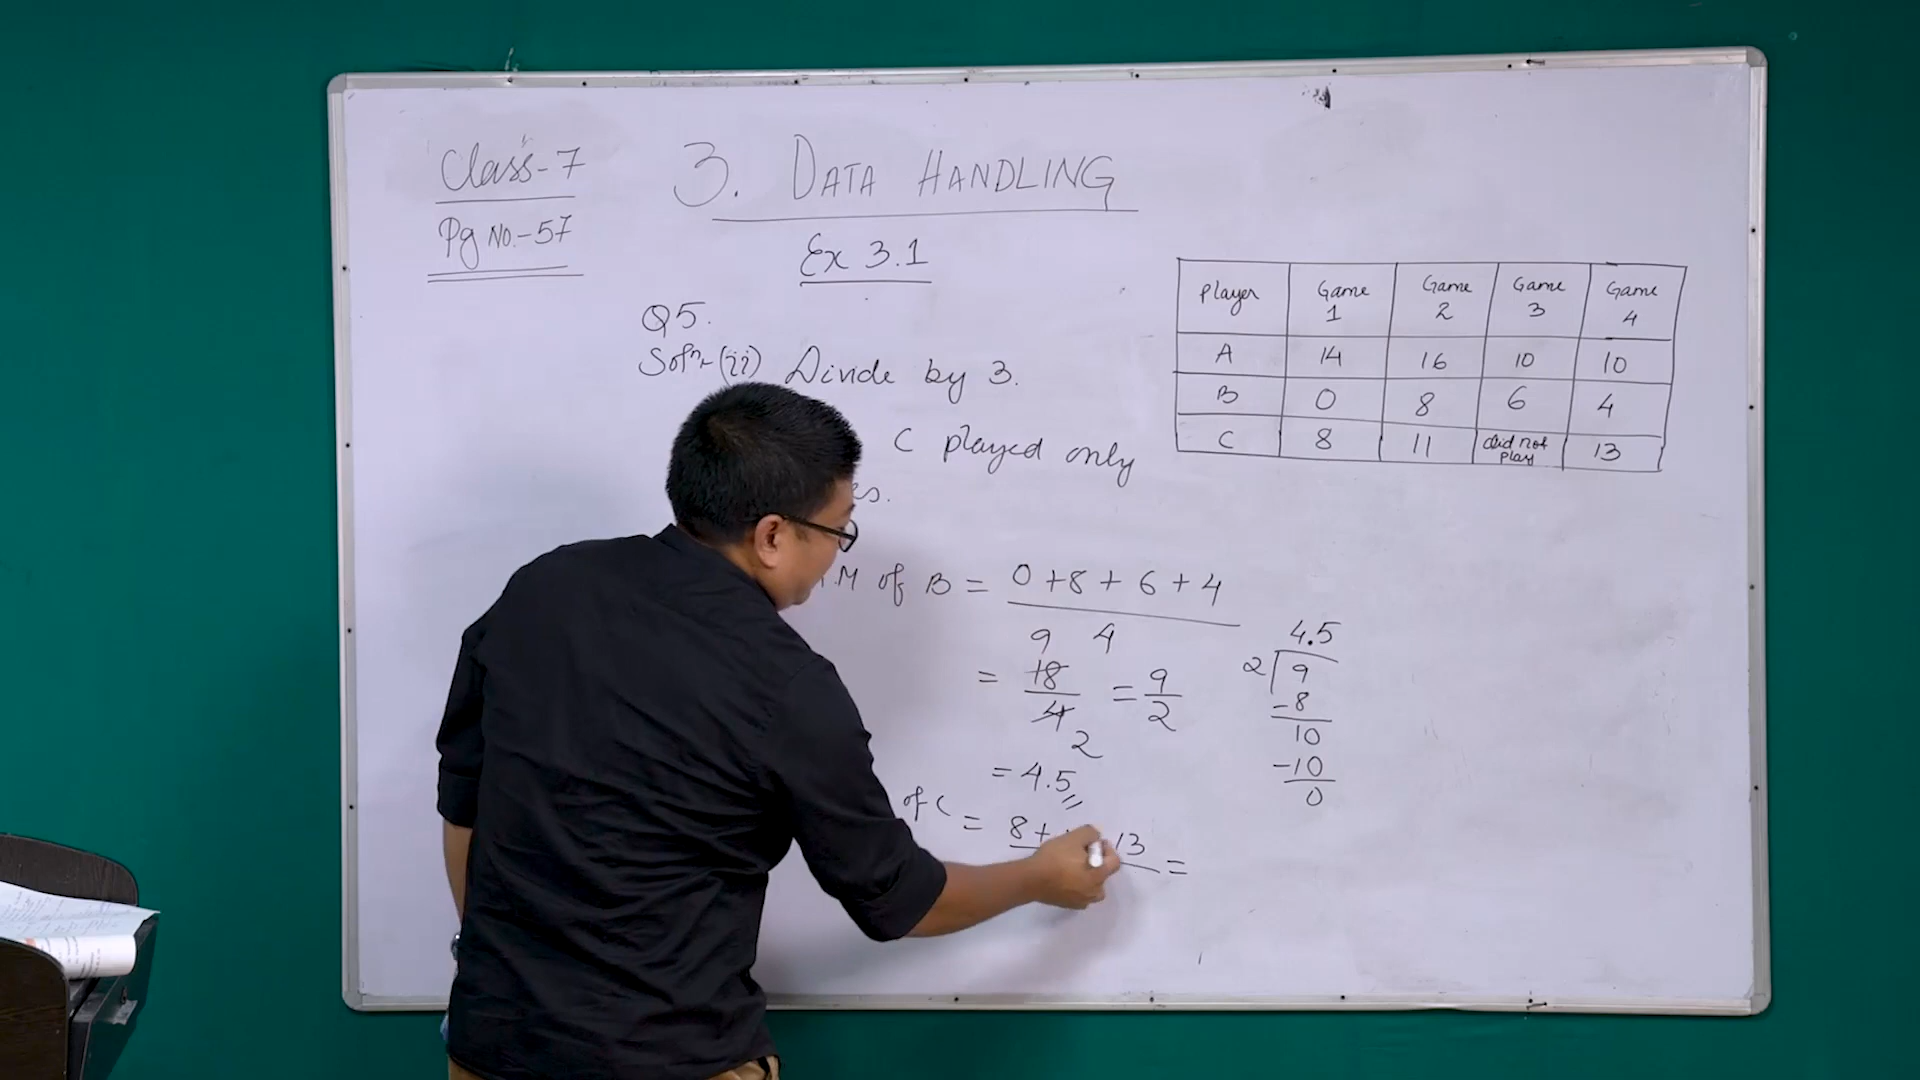 Class-7
Pg No.-57
3. DATA HANDLING
Ex 3.1
Player Game 1 Game 2 Game 3 Game 4
A 14 16 10 10
B 0 8 6 4
C 8 11 did not play 13
Q5.
Solⁿ- (ii) Divide by 3.
C played only
of B = 0 + 8 + 6 + 4
4
= 18/4 = 9/2
9
2
= 4.5
4.5
2 9
-8
10
-10
0
of C = 8 + 13 =